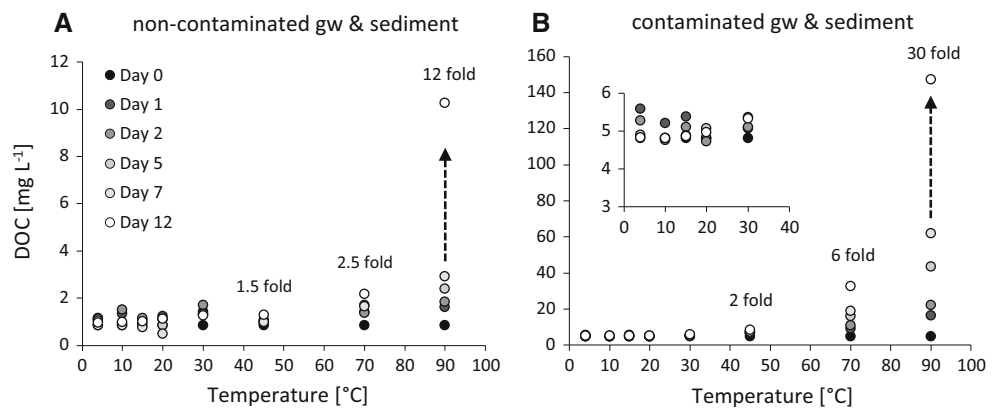 A non-contaminated gw & sediment
DOC [mg L⁻¹]
12
10
8
6
4
2
0
Day 0
Day 1
Day 2
Day 5
Day 7
Day 12
1.5 fold
2.5 fold
12 fold
0 10 20 30 40 50 60 70 80 90 100
Temperature [°C]
B contaminated gw & sediment
160
140
120
100
80
60
40
20
0
6
5
4
3
0 10 20 30 40
2 fold
6 fold
30 fold
0 10 20 30 40 50 60 70 80 90 100
Temperature [°C]